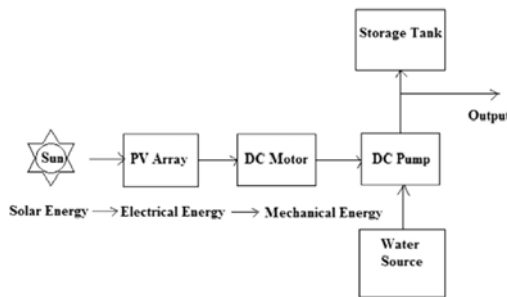 Storage Tank
Output
Sun
PV Array
DC Motor
DC Pump
Solar Energy Electrical Energy Mechanical Energy
Water
Source